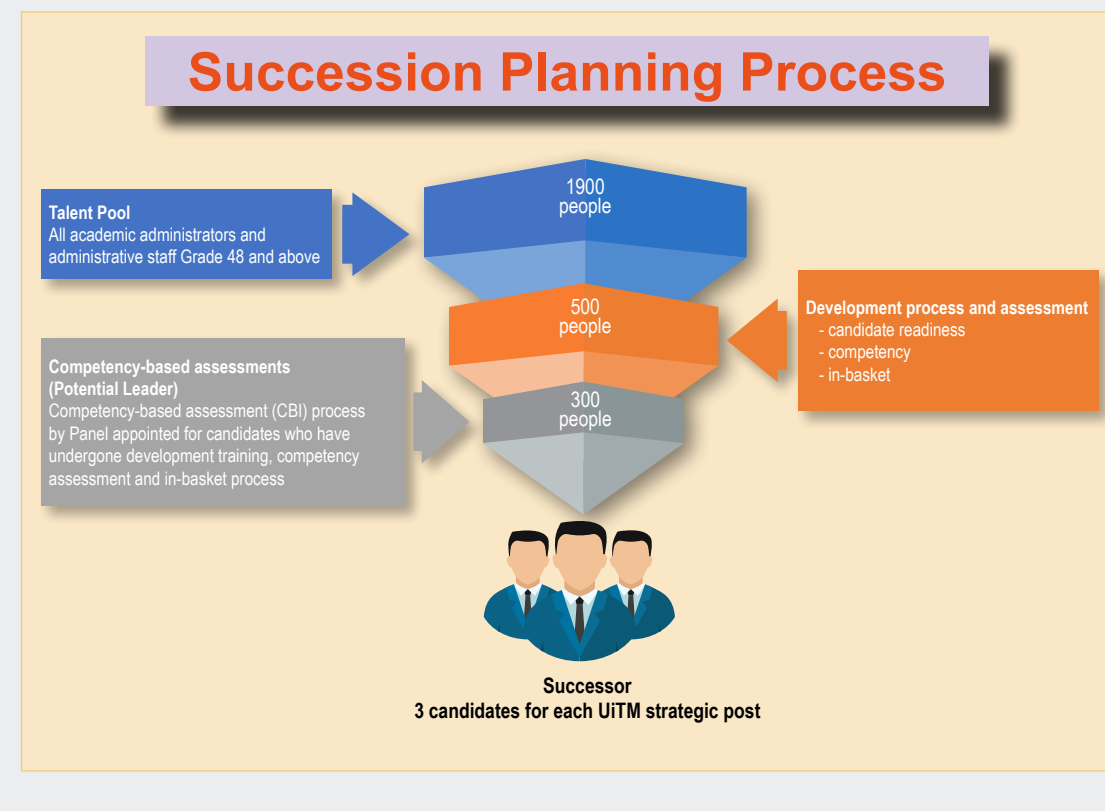 Succession Planning Process
1900
people
Talent Pool
All academic administrators and
administrative staff Grade 48 and above
500
people
Development process and assessment
- candidate readiness
- competency
- in-basket
Competency-based assessments
(Potential Leader)
Competency-based assessment (CBI) process
by Panel appointed for candidates who have
undergone development training, competency
assessment and in-basket process
300
people
Successor
3 candidates for each UiTM strategic post